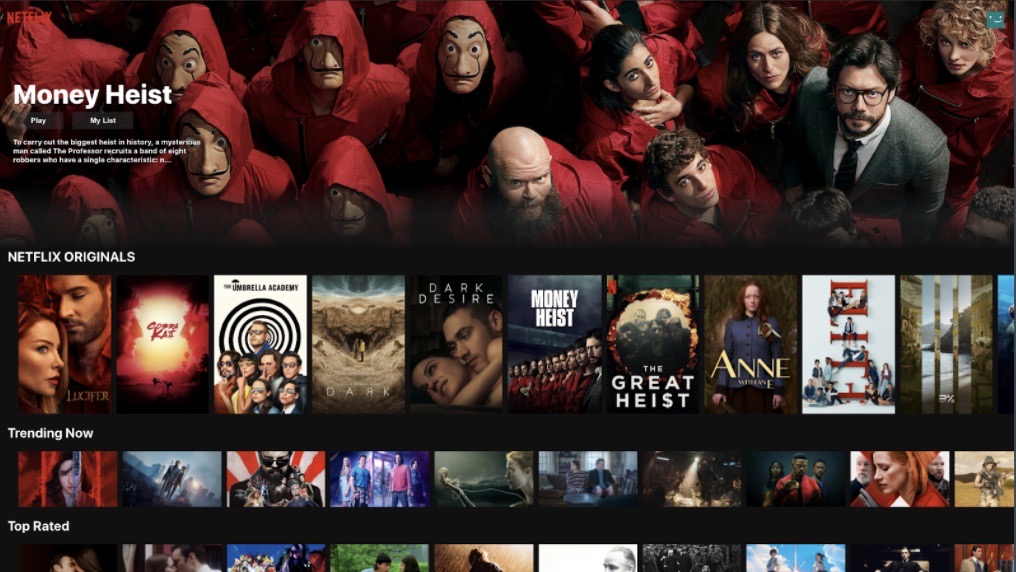 NETFLIX
Money Heist
Play
My List
To carry out the biggest heist in history, a mysterious
man called The Professor recruits a band of eight
robbers who have a single characteristic: n...
NETFLIX ORIGINALS
LUCIFER
COBRA
KAI
THE UMBRELLA ACADEMY
DARK
DARK
DESIRE
MONEY
HEIST
THE
GREAT
HEI$T
ANNE
WITH AN E
ELITE
3%
Trending Now
Top Rated